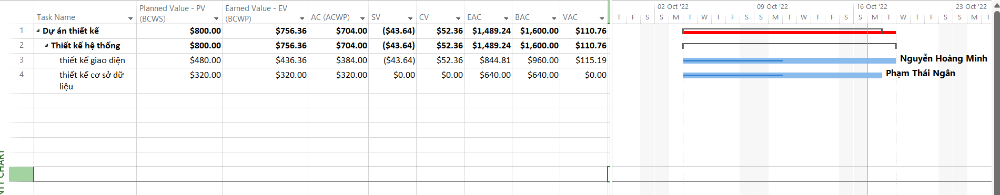 Task Name
Planned Value - PV (BCWS)
Earned Value - EV (BCWP)
AC (ACWP)
SV
CV
EAC
BAC
VAC
02 Oct '22
09 Oct '22
16 Oct '22
23 Oct '22
T F S S M T W T F S S M T W T F S S M T W T F S S M T
1 Dự án thiết kế $800.00 $756.36 $704.00 ($43.64) $52.36 $1,489.24 $1,600.00 $110.76
2 Thiết kế hệ thống $800.00 $756.36 $704.00 ($43.64) $52.36 $1,489.24 $1,600.00 $110.76
3 thiết kế giao diện $480.00 $436.36 $384.00 ($43.64) $52.36 $844.81 $960.00 $115.19 Nguyễn Hoàng Minh
4 thiết kế cơ sở dữ $320.00 $320.00 $320.00 $0.00 $0.00 $640.00 $640.00 $0.00 Phạm Thái Ngân
liệu